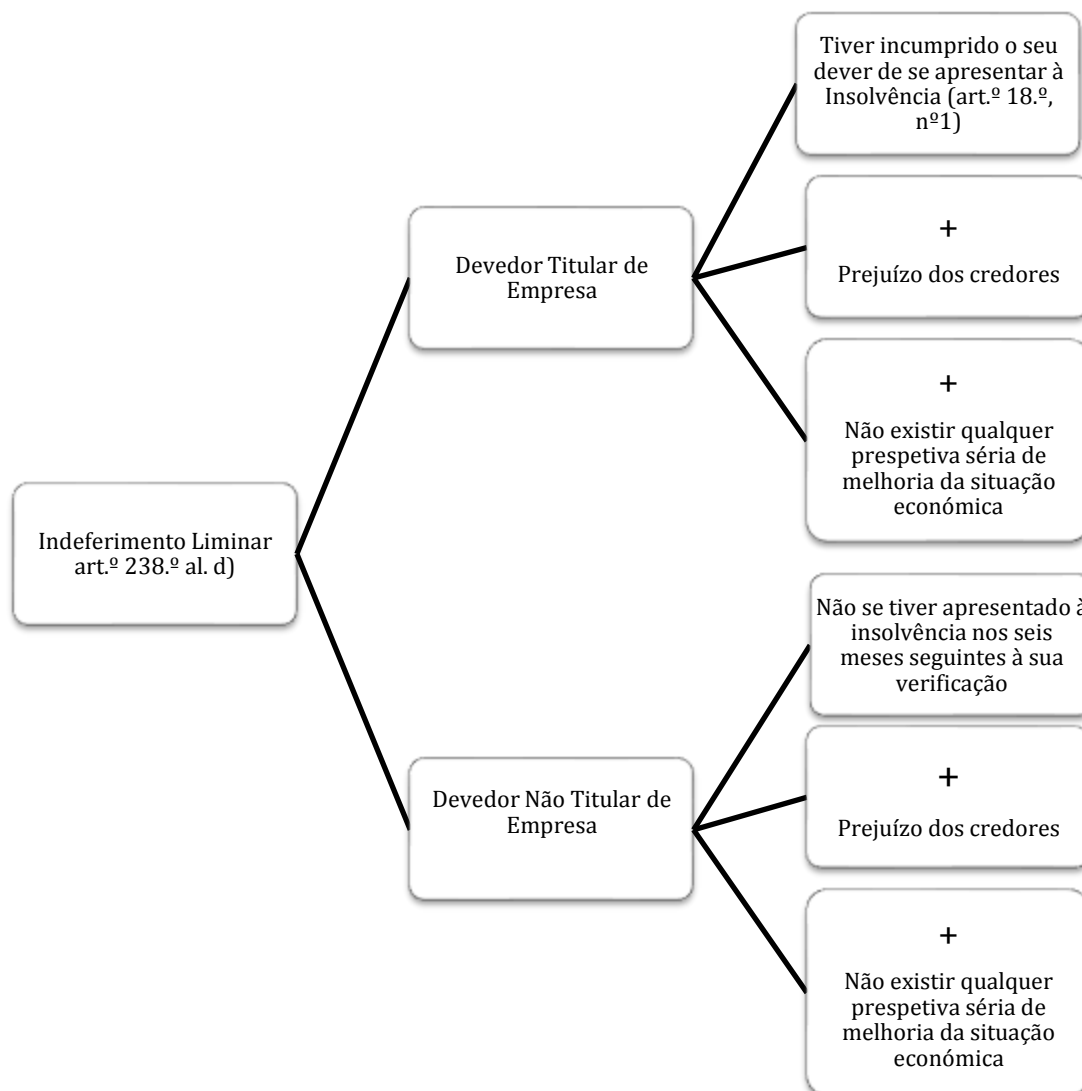 Tiver incumprido o seu
dever de se apresentar à
Insolvência (art.º 18.º,
nº1)
Devedor Titular de
Empresa
+
Prejuízo dos credores
+
Não existir qualquer
prespetiva séria de
melhoria da situação
económica
Indeferimento Liminar
art.º 238.º al. d)
Não se tiver apresentado à
insolvência nos seis
meses seguintes à sua
verificação
Devedor Não Titular de
Empresa
+
Prejuízo dos credores
+
Não existir qualquer
prespetiva séria de
melhoria da situação
económica